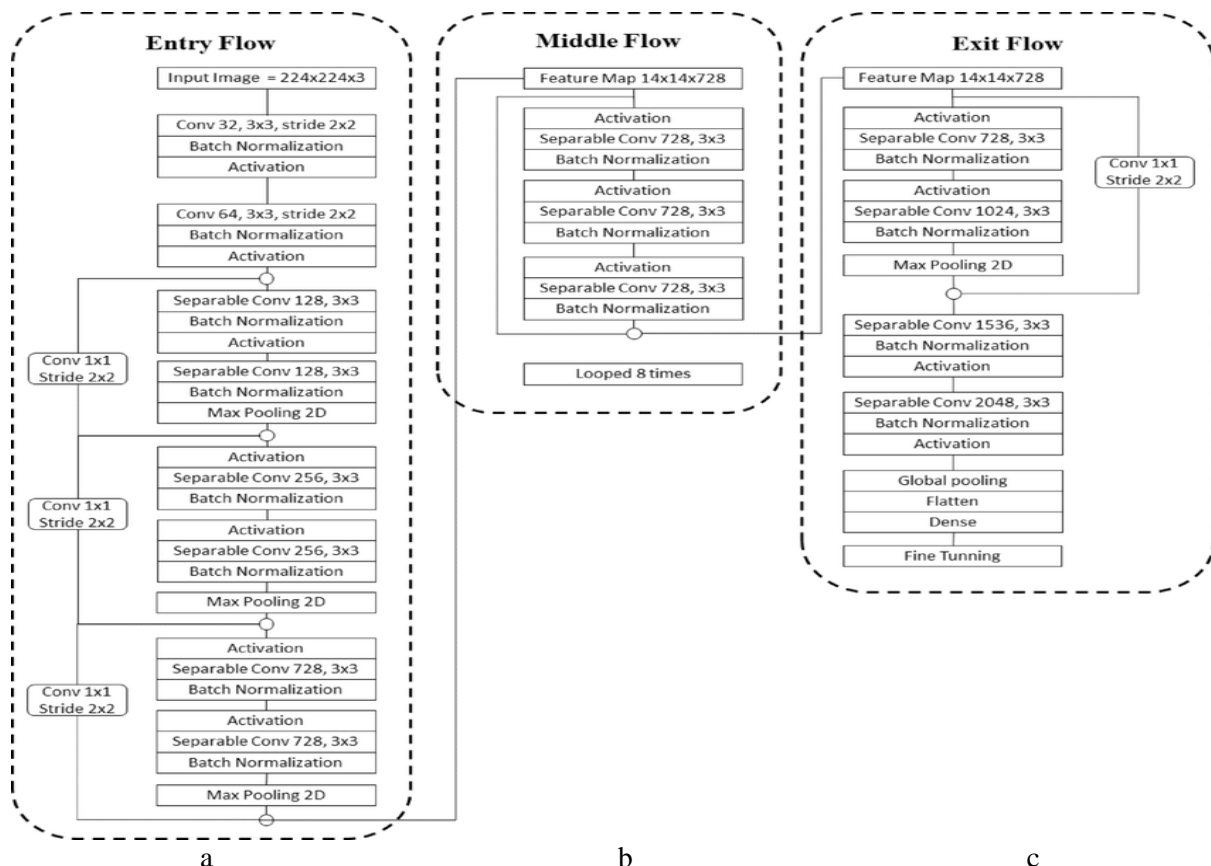 Entry Flow
Input Image = 224x224x3
Conv 32, 3x3, stride 2x2
Batch Normalization
Activation
Conv 64, 3x3, stride 2x2
Batch Normalization
Activation
Separable Conv 128, 3x3
Batch Normalization
Activation
Conv 1x1
Stride 2x2
Separable Conv 128, 3x3
Batch Normalization
Max Pooling 2D
Activation
Separable Conv 256, 3x3
Batch Normalization
Conv 1x1
Stride 2x2
Activation
Separable Conv 256, 3x3
Batch Normalization
Max Pooling 2D
Activation
Separable Conv 728, 3x3
Batch Normalization
Conv 1x1
Stride 2x2
Activation
Separable Conv 728, 3x3
Batch Normalization
Max Pooling 2D
a
Middle Flow
Feature Map 14x14x728
Activation
Separable Conv 728, 3x3
Batch Normalization
Activation
Separable Conv 728, 3x3
Batch Normalization
Activation
Separable Conv 728, 3x3
Batch Normalization
Looped 8 times
b
Exit Flow
Feature Map 14x14x728
Activation
Separable Conv 728, 3x3
Batch Normalization
Conv 1x1
Stride 2x2
Activation
Separable Conv 1024, 3x3
Batch Normalization
Max Pooling 2D
Separable Conv 1536, 3x3
Batch Normalization
Activation
Separable Conv 2048, 3x3
Batch Normalization
Activation
Global pooling
Flatten
Dense
Fine Tunning
c